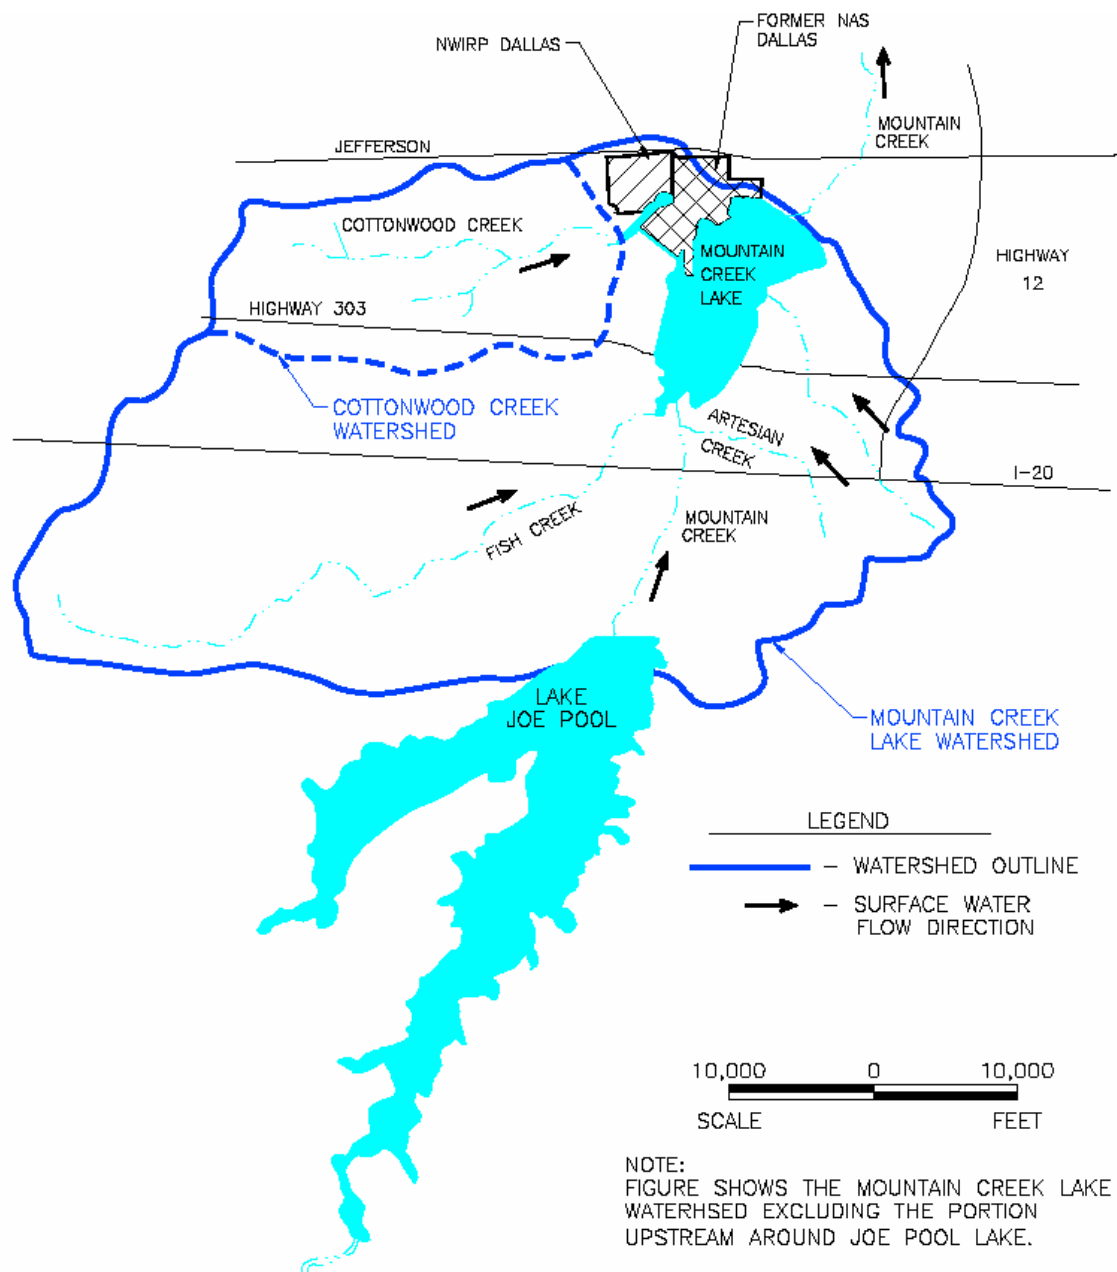 FORMER NAS
DALLAS
NWIRP DALLAS
MOUNTAIN
CREEK
JEFFERSON
COTTONWOOD CREEK
MOUNTAIN
CREEK
LAKE
HIGHWAY
12
HIGHWAY 303
COTTONWOOD CREEK
WATERSHED
ARTESIAN
CREEK
I-20
MOUNTAIN
CREEK
FISH CREEK
LAKE
JOE POOL
MOUNTAIN CREEK
LAKE WATERSHED
LEGEND
- WATERSHED OUTLINE
- SURFACE WATER
FLOW DIRECTION
10,000 0 10,000
SCALE FEET
NOTE:
FIGURE SHOWS THE MOUNTAIN CREEK LAKE
WATERHSED EXCLUDING THE PORTION
UPSTREAM AROUND JOE POOL LAKE.